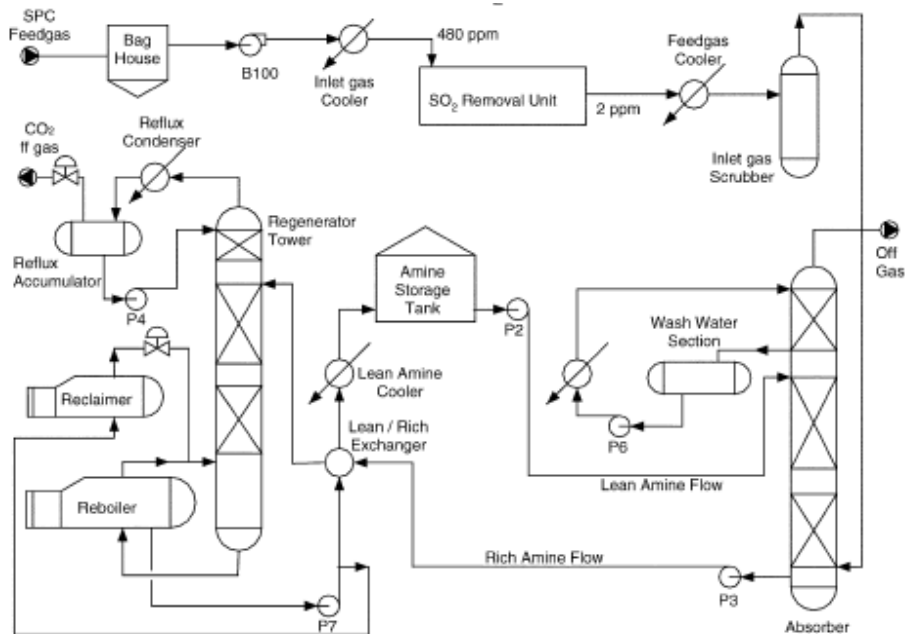 SPC
Feedgas
Bag
House
B100
Inlet gas
Cooler
480 ppm
SO₂ Removal Unit
2 ppm
Feedgas
Cooler
Inlet gas
Scrubber
CO₂
ff gas
Reflux
Condenser
Reflux
Accumulator
P4
Regenerator
Tower
Amine
Storage
Tank
P2
Off
Gas
Wash Water
Section
P6
Lean Amine
Cooler
Reclaimer
Lean / Rich
Exchanger
Lean Amine Flow
Reboiler
Rich Amine Flow
P7
P3
Absorber